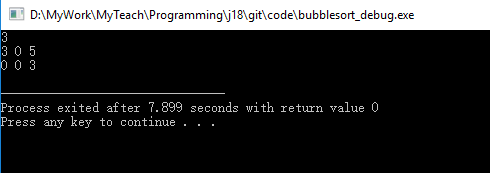 D:\MyWork\MyTeach\Programming\j18\git\code\bubblesort_debug.exe
3
3 0 5
0 0 3
Process exited after 7.899 seconds with return value 0
Press any key to continue . . .